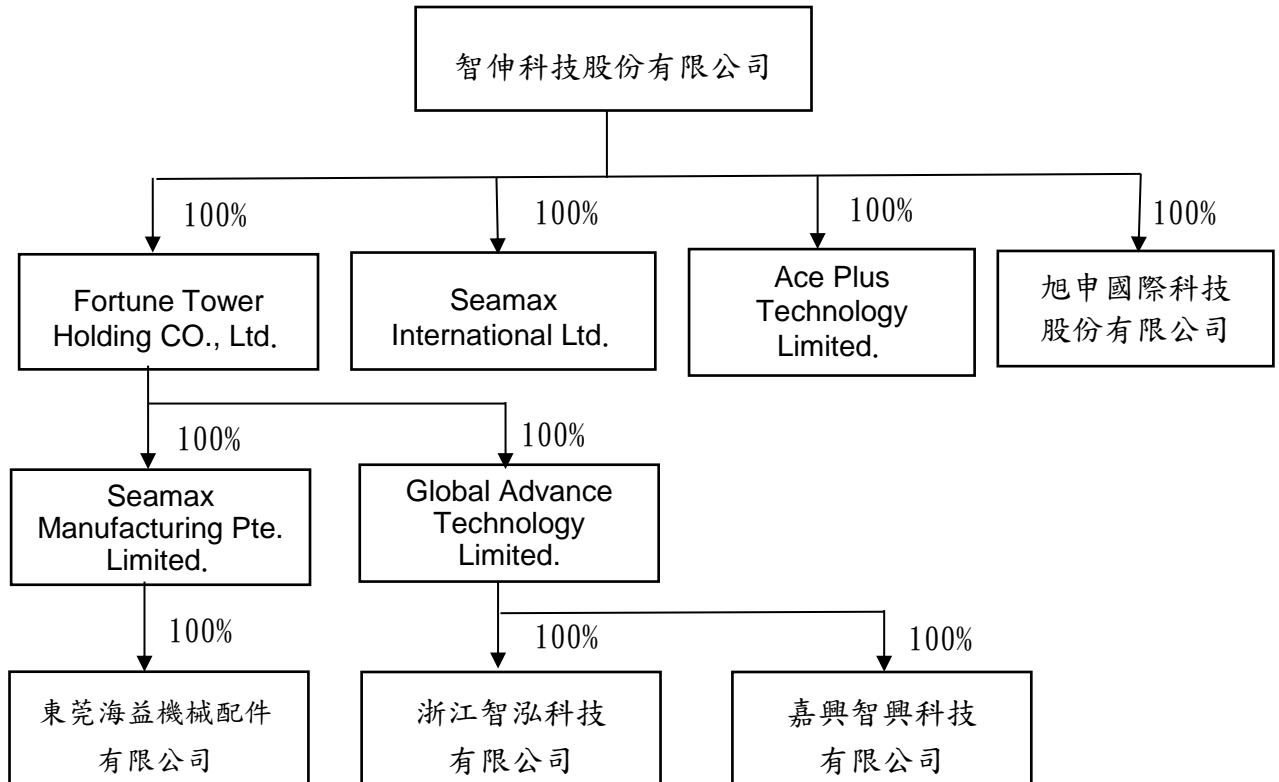 智伸科技股份有限公司
100%
100%
100%
100%
Fortune Tower
Holding CO., Ltd.
Seamax
International Ltd.
Ace Plus
Technology
Limited.
旭申國際科技
股份有限公司
100%
100%
Seamax
Manufacturing Pte.
Limited.
Global Advance
Technology
Limited.
100%
100%
100%
東莞海益機械配件
有限公司
浙江智泓科技
有限公司
嘉興智興科技
有限公司